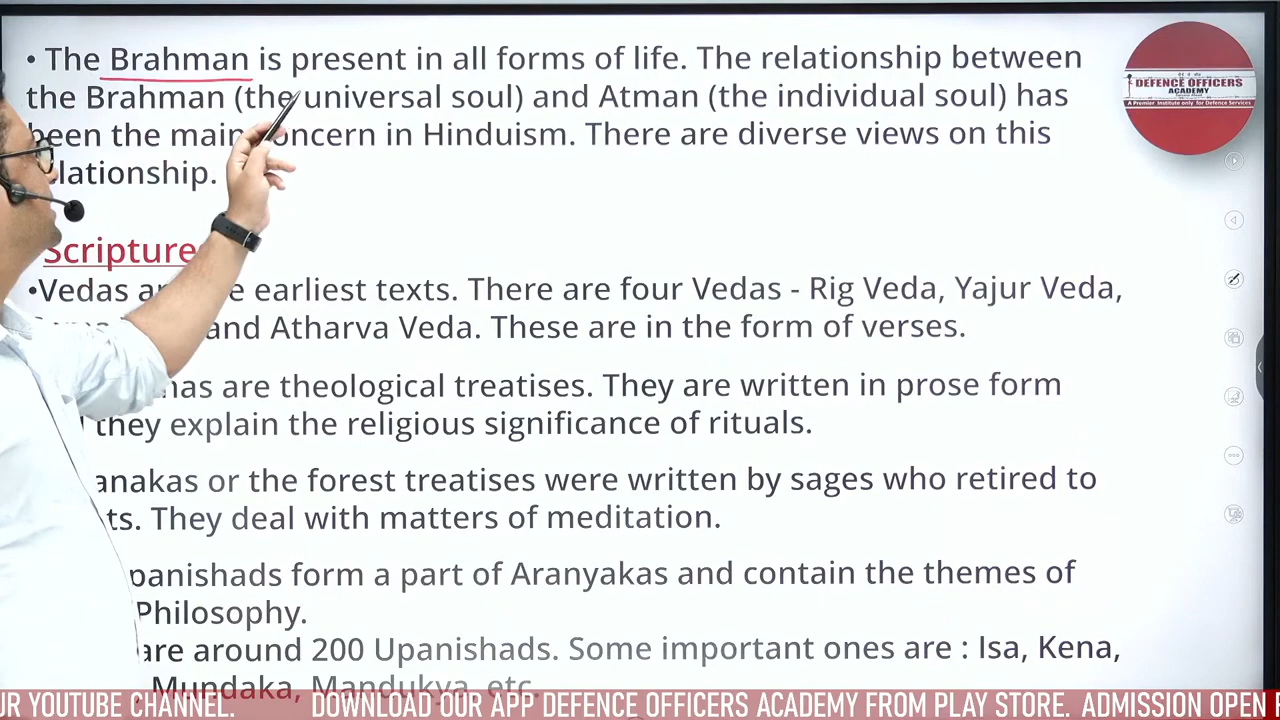 • The Brahman is present in all forms of life. The relationship between
the Brahman (the universal soul) and Atman (the individual soul) has
been the main concern in Hinduism. There are diverse views on this
relationship.
DEFENCE OFFICERS
ACADEMY
A Premier Institute only for Defence Services
Scripture
•Vedas are earliest texts. There are four Vedas - Rig Veda, Yajur Veda,
and Atharva Veda. These are in the form of verses.
are theological treatises. They are written in prose form
they explain the religious significance of rituals.
anakas or the forest treatises were written by sages who retired to
ts. They deal with matters of meditation.
panishads form a part of Aranyakas and contain the themes of
Philosophy.
are around 200 Upanishads. Some important ones are : Isa, Kena,
Mundaka, Mandukya, etc.
UR YOUTUBE CHANNEL. DOWNLOAD OUR APP DEFENCE OFFICERS ACADEMY FROM PLAY STORE. ADMISSION OPEN